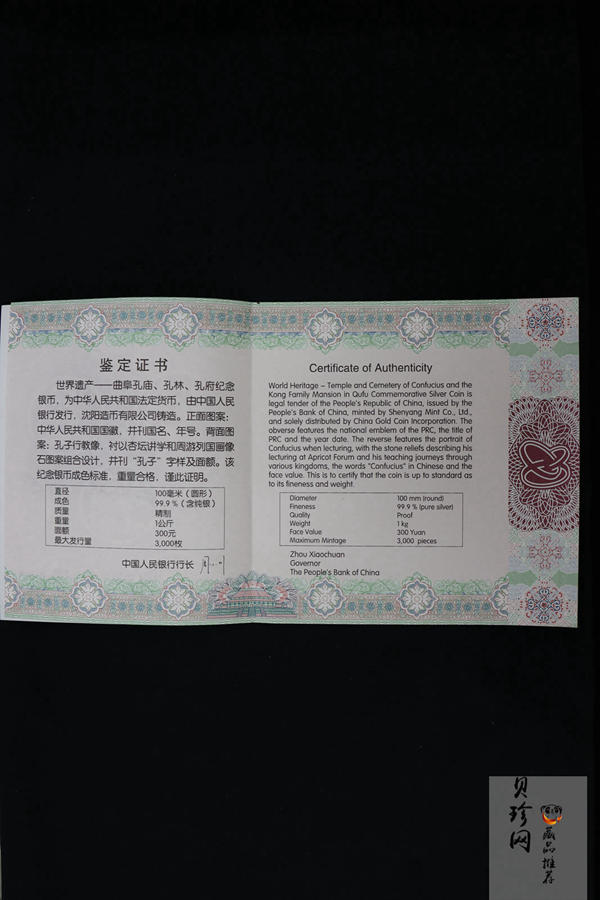 鉴定证书
世界遗产——曲阜孔庙、孔林、孔府纪念
银币，为中华人民共和国法定货币，由中国人民
银行发行，沈阳造币有限公司铸造。正面图案：
中华人民共和国国徽，并刊国名、年号。背面图
案：孔子行教像，衬以杏坛讲学和周游列国画像
石图案组合设计，并刊“孔子”字样及面额。该
纪念银币成色标准，重量合格，谨此证明。
直径 100毫米（圆形）
成色 99.9%（含纯银）
质量 精制
重量 1公斤
面额 300元
最大发行量 3,000枚
中国人民银行行长
Certificate of Authenticity
World Heritage – Temple and Cemetery of Confucius and the
Kong Family Mansion in Qufu Commemorative Silver Coin is
legal tender of the People's Republic of China, issued by the
People's Bank of China, minted by Shenyang Mint Co., Ltd.,
and solely distributed by China Gold Coin Incorporation. The
obverse features the national emblem of the PRC, the title of
PRC and the year date. The reverse features the portrait of
Confucius when lecturing, with the stone reliefs describing his
lecturing at Apricot Forum and his teaching journeys through
various kingdoms, the words "Confucius" in Chinese and the
face value. This is to certify that the coin is up to standard as
to its fineness and weight.
Diameter 100 mm (round)
Fineness 99.9 % (pure silver)
Quality Proof
Weight 1 kg
Face Value 300 Yuan
Maximum Mintage 3,000 pieces
Zhou Xiaochuan
Governor
The People's Bank of China
贝珍网
藏品推荐